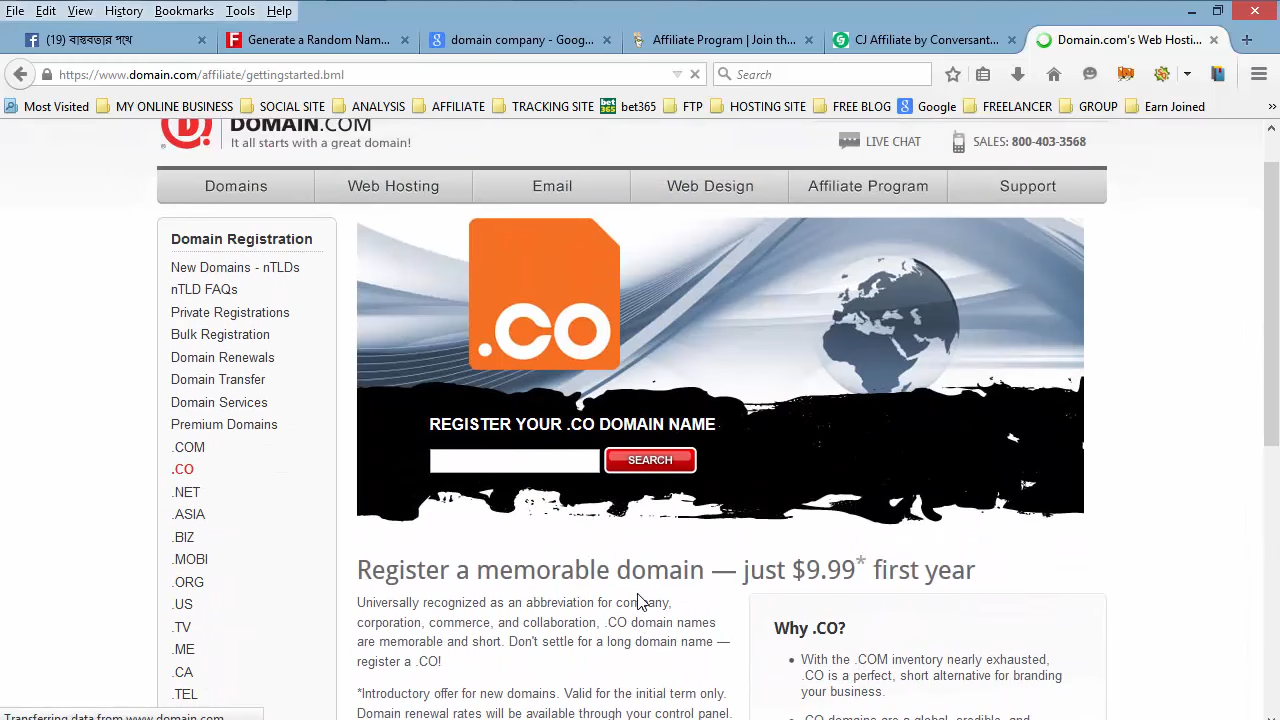 File Edit View History Bookmarks Tools Help
(19) বাস্তবতার পথে
Generate a Random Nam...
domain company - Goog...
Affiliate Program | Join th...
CJ Affiliate by Conversant...
Domain.com's Web Hosti...
https://www.domain.com/affiliate/gettingstarted.bml
Search
Most Visited MY ONLINE BUSINESS SOCIAL SITE ANALYSIS AFFILIATE TRACKING SITE bet365 bet365 FTP HOSTING SITE FREE BLOG Google FREELANCER GROUP Earn Joined
DOMAIN.COM
It all starts with a great domain!
LIVE CHAT
SALES: 800-403-3568
Domains Web Hosting Email Web Design Affiliate Program Support
Domain Registration
New Domains - nTLDs
nTLD FAQs
Private Registrations
Bulk Registration
Domain Renewals
Domain Transfer
Domain Services
Premium Domains
.COM
.CO
.NET
.ASIA
.BIZ
.MOBI
.ORG
.US
.TV
.ME
.CA
.TEL
.co
REGISTER YOUR .CO DOMAIN NAME
SEARCH
Register a memorable domain — just $9.99* first year
Universally recognized as an abbreviation for company,
corporation, commerce, and collaboration, .CO domain names
are memorable and short. Don't settle for a long domain name —
register a .CO!
*Introductory offer for new domains. Valid for the initial term only.
Domain renewal rates will be available through your control panel.
Why .CO?
• With the .COM inventory nearly exhausted,
.CO is a perfect, short alternative for branding
your business.
.CO domains are a global, credible, and
Transferring data from www.domain.com